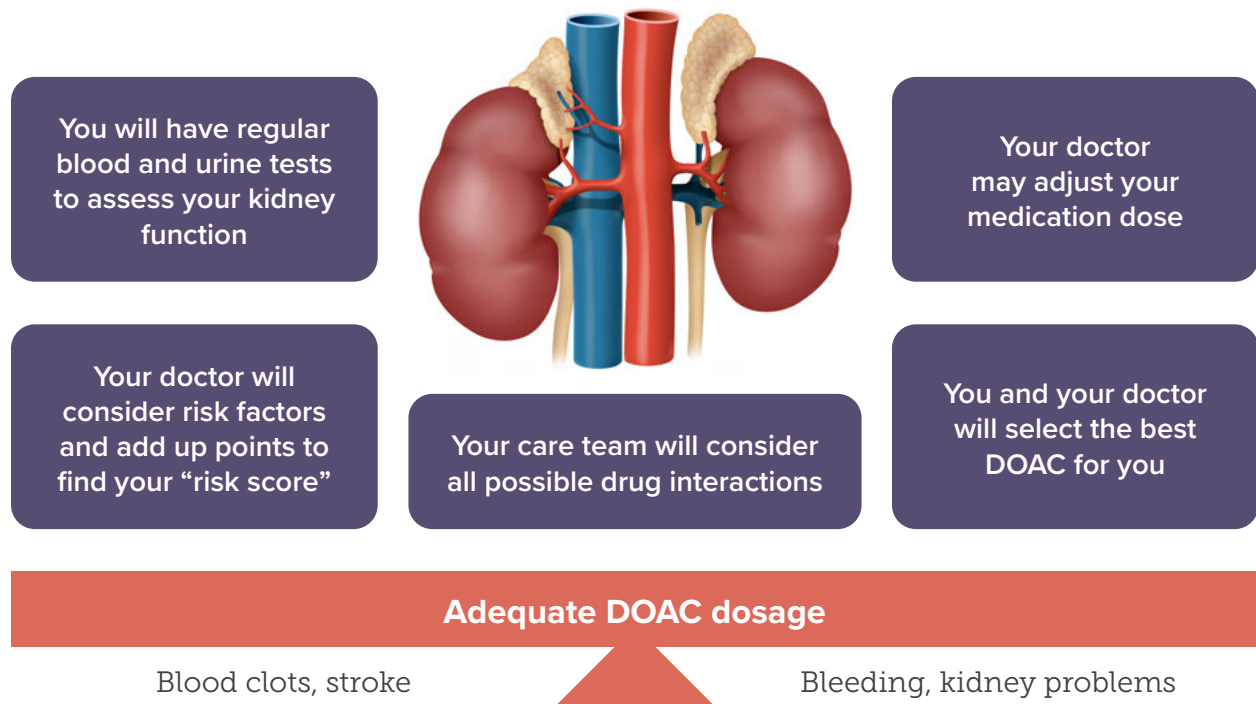 You will have regular
blood and urine tests
to assess your kidney
function
Your doctor
may adjust your
medication dose
Your doctor will
consider risk factors
and add up points to
find your “risk score”
Your care team will consider
all possible drug interactions
You and your doctor
will select the best
DOAC for you
Adequate DOAC dosage
Blood clots, stroke
Bleeding, kidney problems